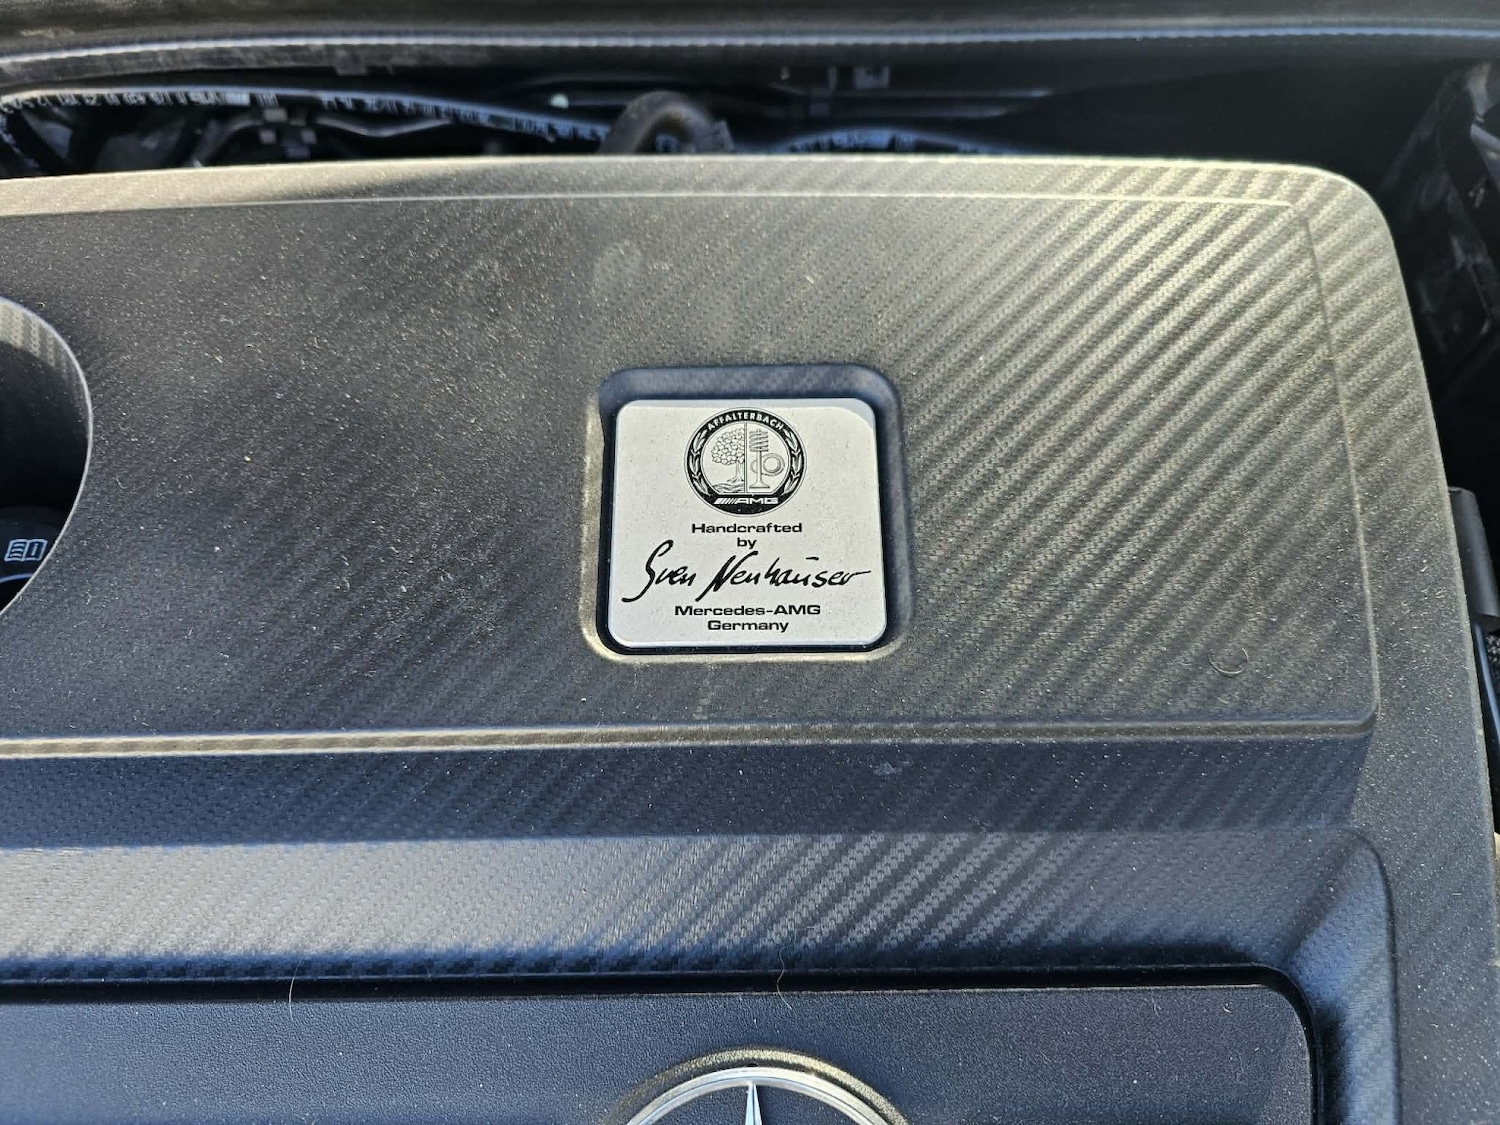 AFFALTERBACH
AMG
Handcrafted
by
Sven Neuhäuser
Mercedes-AMG
Germany